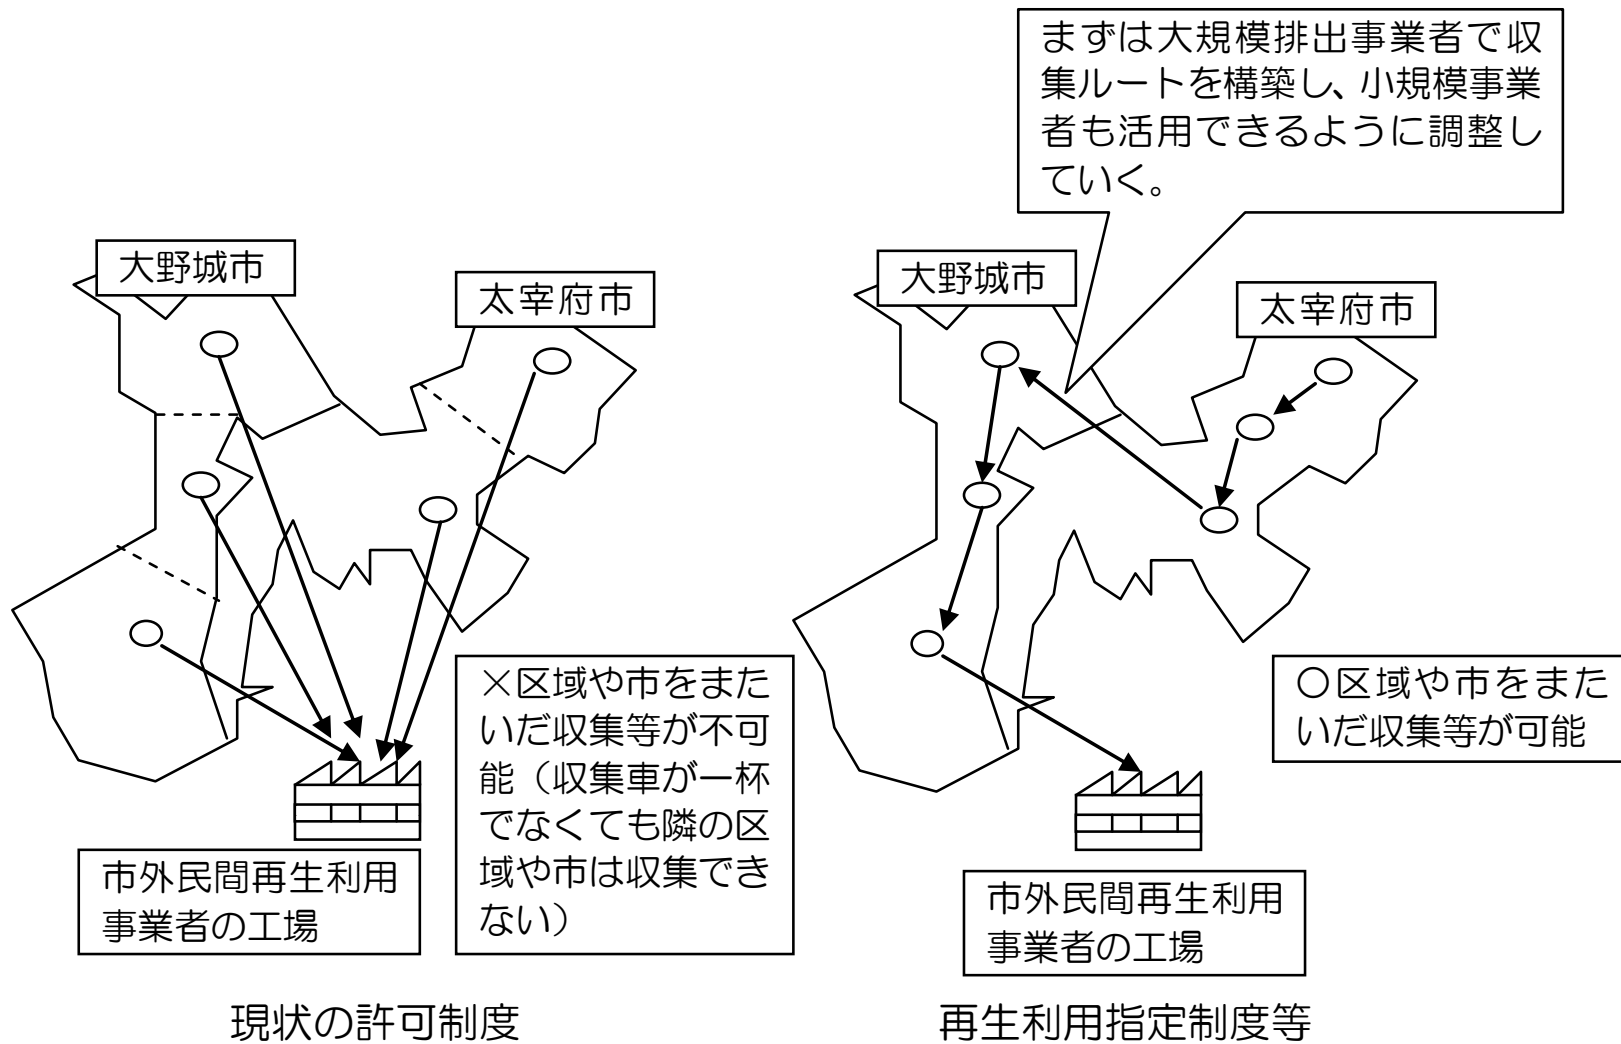 まずは大規模排出事業者で収
集ルートを構築し、小規模事業
者も活用できるように調整し
ていく。
大野城市
太宰府市
×区域や市をまた
いだ収集等が不可
能（収集車が一杯
でなくても隣の区
域や市は収集でき
ない）
市外民間再生利用
事業者の工場
現状の許可制度
大野城市
太宰府市
○区域や市をまた
いだ収集等が可能
市外民間再生利用
事業者の工場
再生利用指定制度等